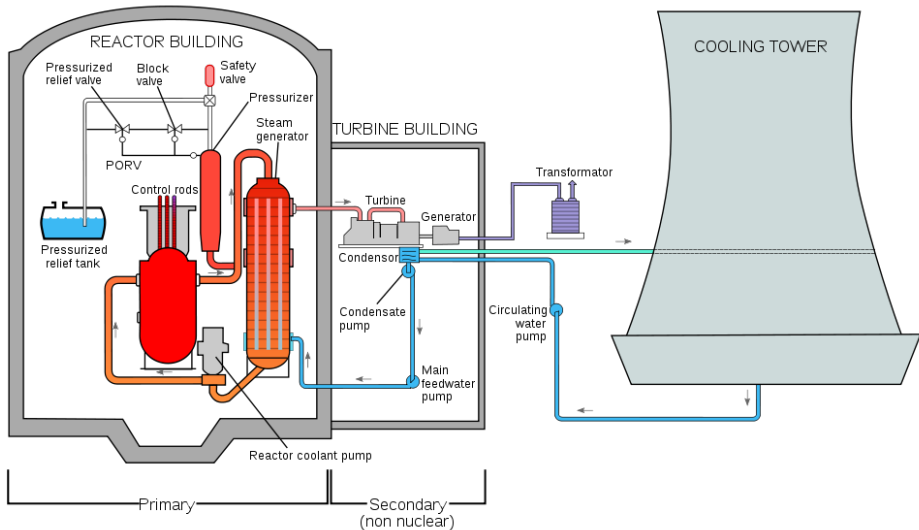 REACTOR BUILDING
COOLING TOWER
Pressurized
relief valve
Block
valve
Safety
valve
Pressurizer
Steam
generator
TURBINE BUILDING
PORV
Control rods
Turbine
Generator
Transformator
Pressurized
relief tank
Condensor
Condensate
pump
Circulating
water
pump
Main
feedwater
pump
Reactor coolant pump
Primary
Secondary
(non nuclear)